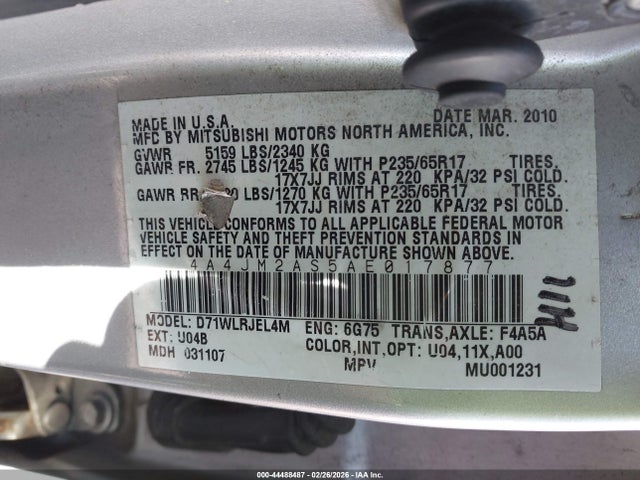 MADE IN U.S.A. DATE MAR. 2010
MFC BY MITSUBISHI MOTORS NORTH AMERICA, INC.
GVWR 5159 LBS/2340 KG
GAWR FR. 2745 LBS/1245 KG WITH P235/65R17 TIRES.
17X7JJ RIMS AT 220 KPA/32 PSI COLD.
GAWR RR. LBS/1270 KG WITH P235/65R17 TIRES.
17X7JJ RIMS AT 220 KPA/32 PSI COLD.
THIS VEHICLE CONFORMS TO ALL APPLICABLE FEDERAL MOTOR
VEHICLE SAFETY AND THEFT PREVENTION STANDARDS IN
EFFECT ON THE DATE OF MANUFACTURE SHOWN ABOVE.
4A4JM2AS5AE017877
MODEL: D71WLRJEL4M ENG: 6G75 TRANS,AXLE: F4A5A
EXT: U04B COLOR,INT,OPT: U04,11X,A00
MDH 031107 MPV MU001231
000-44488487 - 02/26/2026 - IAA Inc.